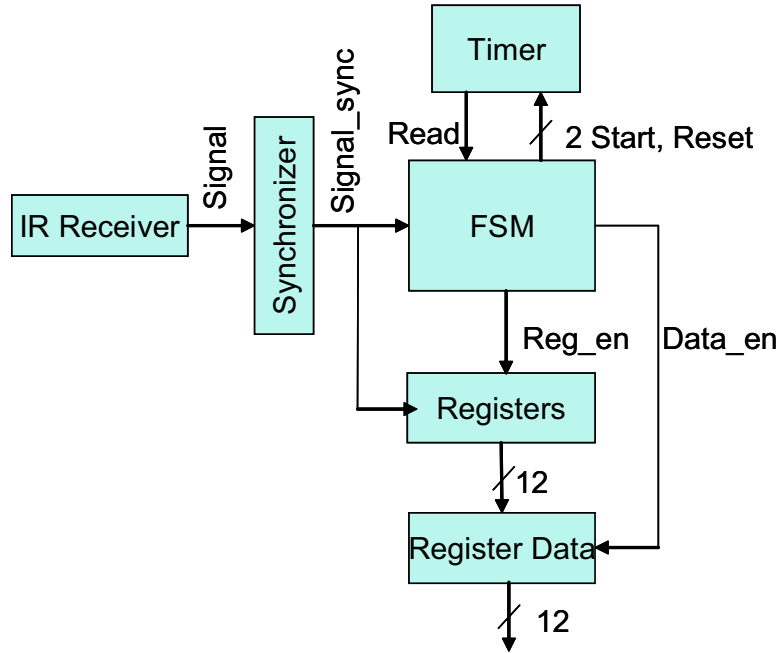 Timer
Read
2 Start, Reset
Signal
Synchronizer
Signal_sync
IR Receiver
FSM
Reg_en
Data_en
Registers
12
Register Data
12